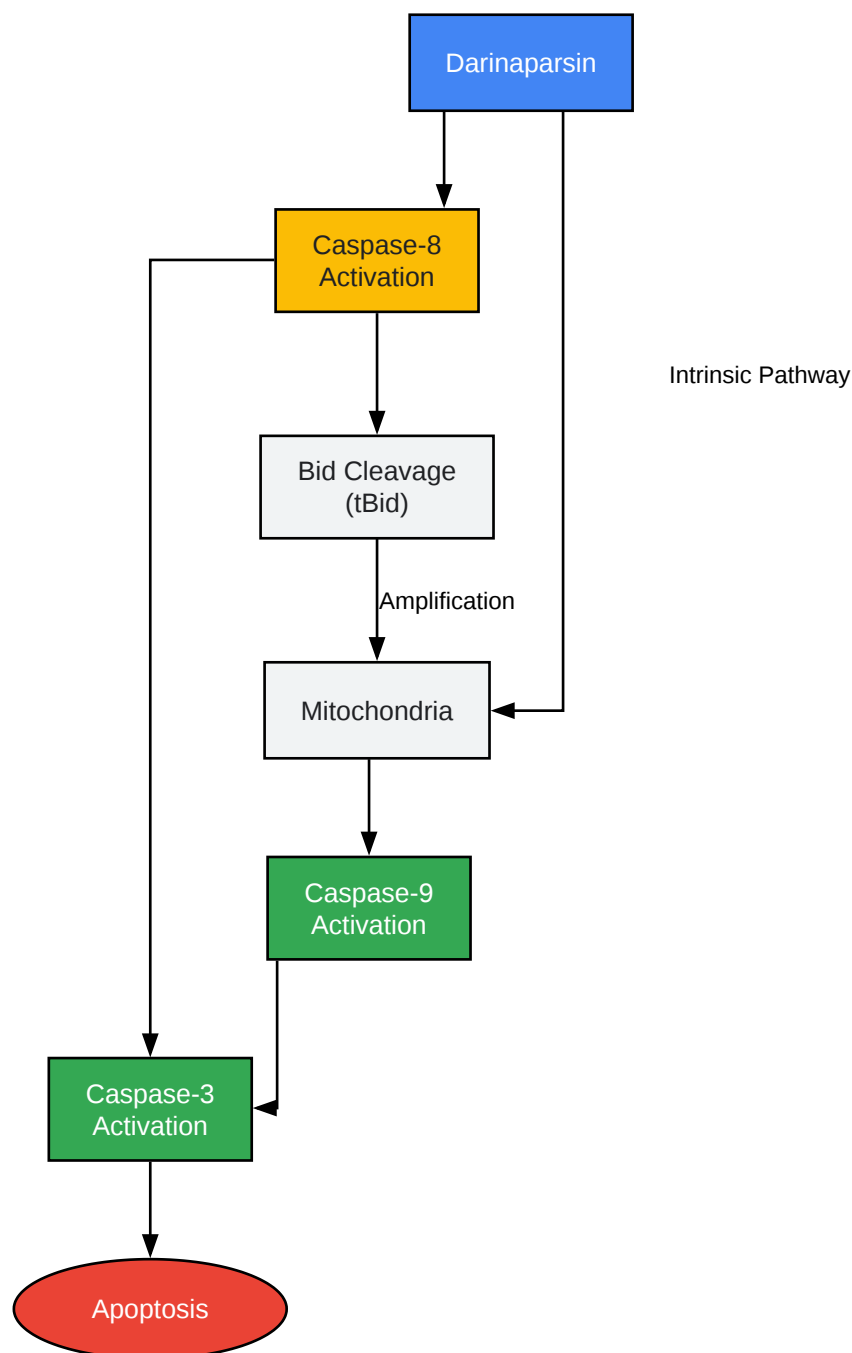 Darinaparsin
Caspase-8
Activation
Intrinsic Pathway
Bid Cleavage
(tBid)
Amplification
Mitochondria
Caspase-9
Activation
Caspase-3
Activation
Apoptosis